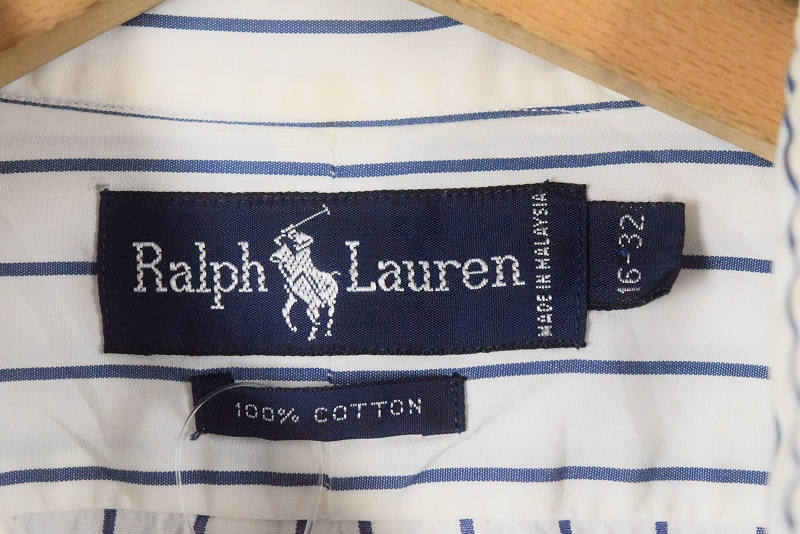 Ralph Lauren
MADE IN MALAYSIA
16-32
100% COTTON